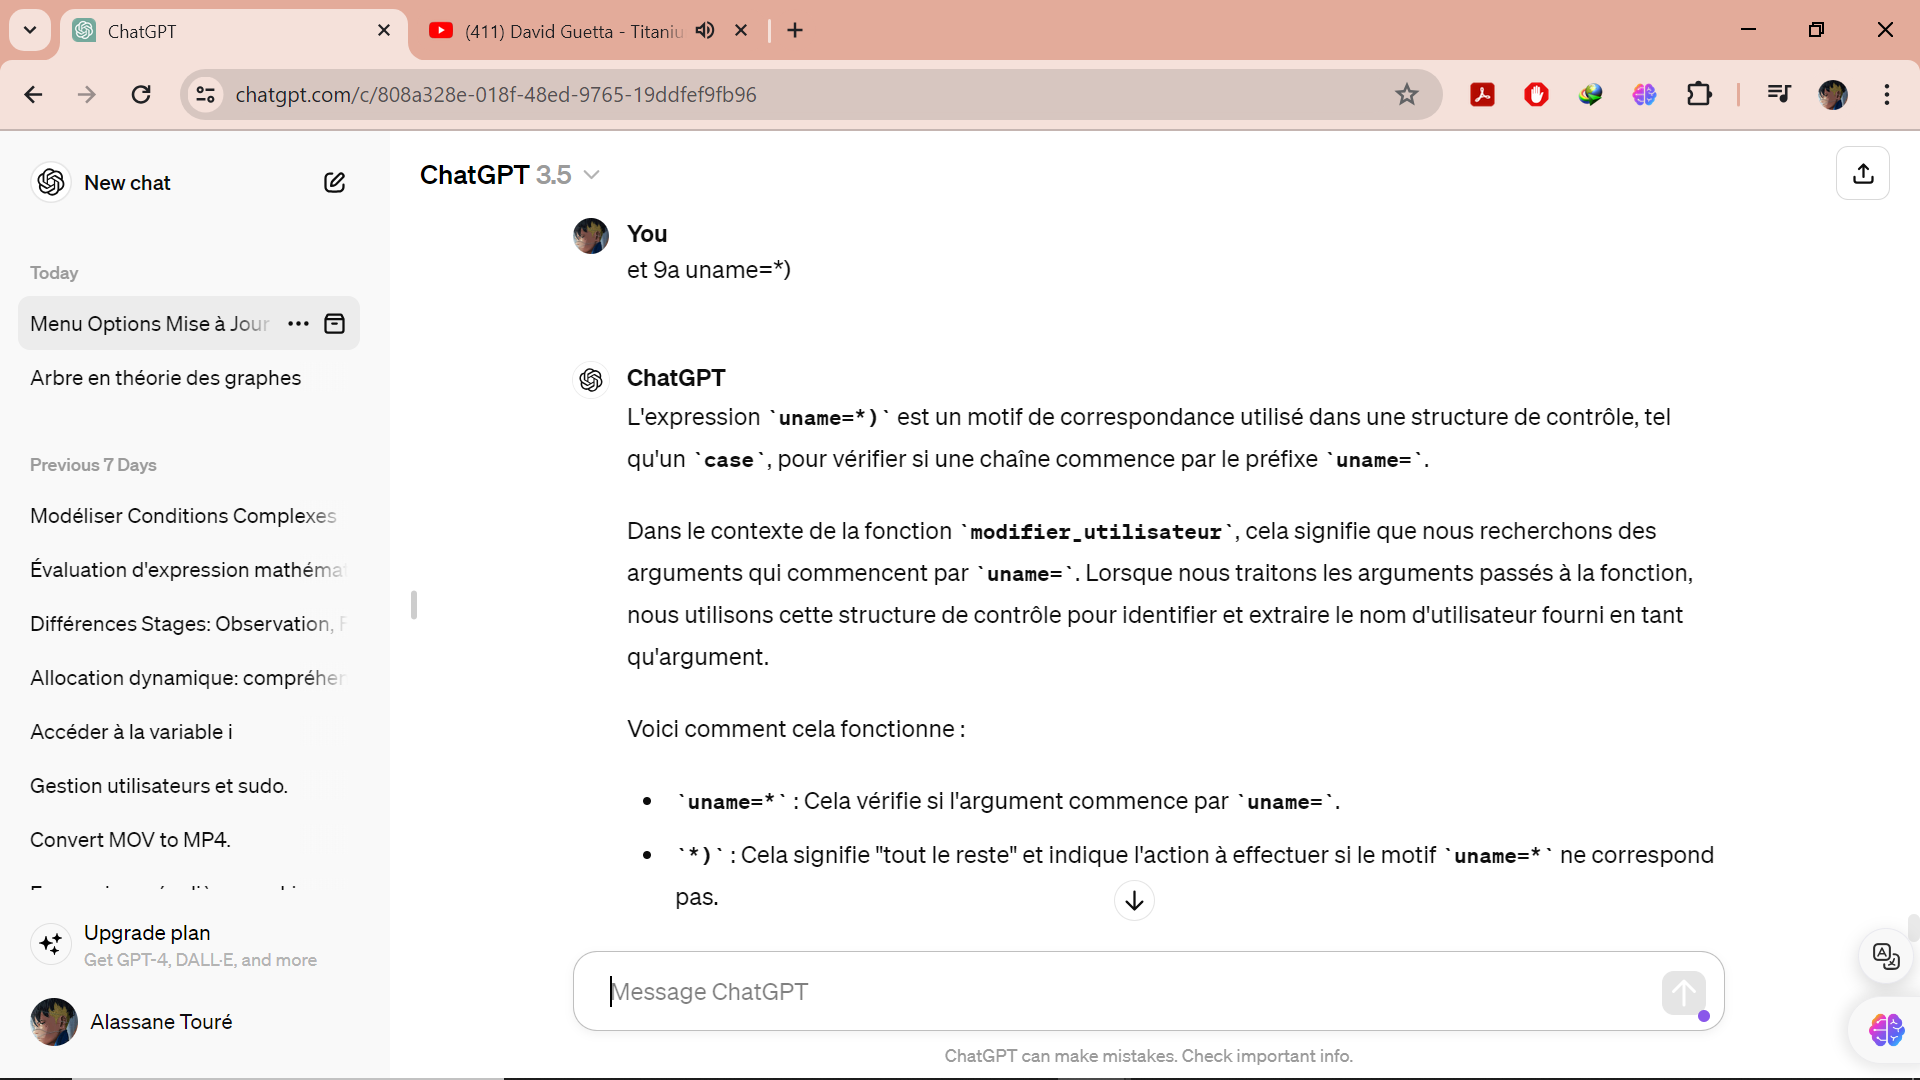 ChatGPT
(411) David Guetta - Titaniu
chatgpt.com/c/808a328e-018f-48ed-9765-19ddfef9fb96
New chat
Today
Menu Options Mise à Jour
Arbre en théorie des graphes
Previous 7 Days
Modéliser Conditions Complexes
Évaluation d'expression mathémat
Différences Stages: Observation, F
Allocation dynamique: compréhen
Accéder à la variable i
Gestion utilisateurs et sudo.
Convert MOV to MP4.
Upgrade plan
Get GPT-4, DALL·E, and more
Alassane Touré
ChatGPT 3.5
You
et 9a uname=*)
ChatGPT
L'expression `uname=*)` est un motif de correspondance utilisé dans une structure de contrôle, tel
qu'un `case`, pour vérifier si une chaîne commence par le préfixe `uname=`.
Dans le contexte de la fonction `modifier_utilisateur`, cela signifie que nous recherchons des
arguments qui commencent par `uname=`. Lorsque nous traitons les arguments passés à la fonction,
nous utilisons cette structure de contrôle pour identifier et extraire le nom d'utilisateur fourni en tant
qu'argument.
Voici comment cela fonctionne :
• `uname=*` : Cela vérifie si l'argument commence par `uname=`.
• `*)` : Cela signifie "tout le reste" et indique l'action à effectuer si le motif `uname=*` ne correspond
pas.
Message ChatGPT
ChatGPT can make mistakes. Check important info.